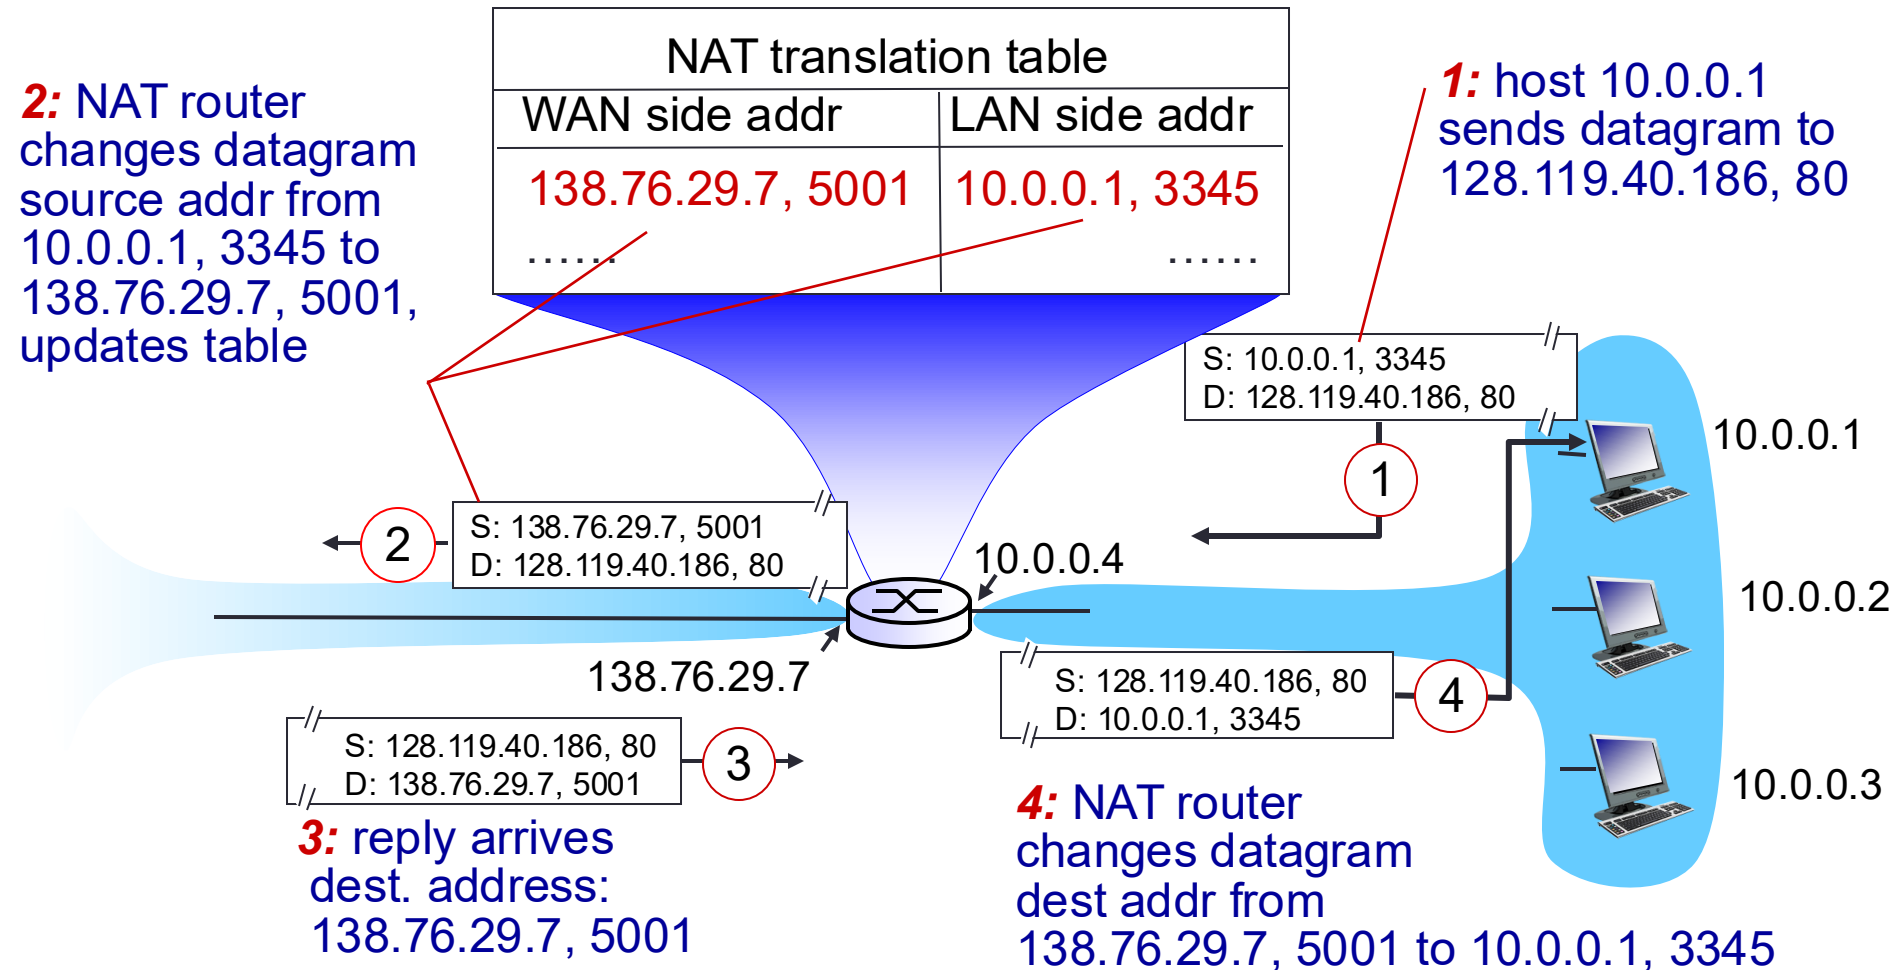 NAT translation table
WAN side addr
LAN side addr
138.76.29.7, 5001
10.0.0.1, 3345
......
......
2: NAT router
changes datagram
source addr from
10.0.0.1, 3345 to
138.76.29.7, 5001,
updates table
1: host 10.0.0.1
sends datagram to
128.119.40.186, 80
S: 10.0.0.1, 3345
D: 128.119.40.186, 80
1
10.0.0.1
S: 138.76.29.7, 5001
D: 128.119.40.186, 80
2
10.0.0.4
10.0.0.2
138.76.29.7
S: 128.119.40.186, 80
D: 10.0.0.1, 3345
4
S: 128.119.40.186, 80
D: 138.76.29.7, 5001
3
10.0.0.3
3: reply arrives
dest. address:
138.76.29.7, 5001
4: NAT router
changes datagram
dest addr from
138.76.29.7, 5001 to 10.0.0.1, 3345